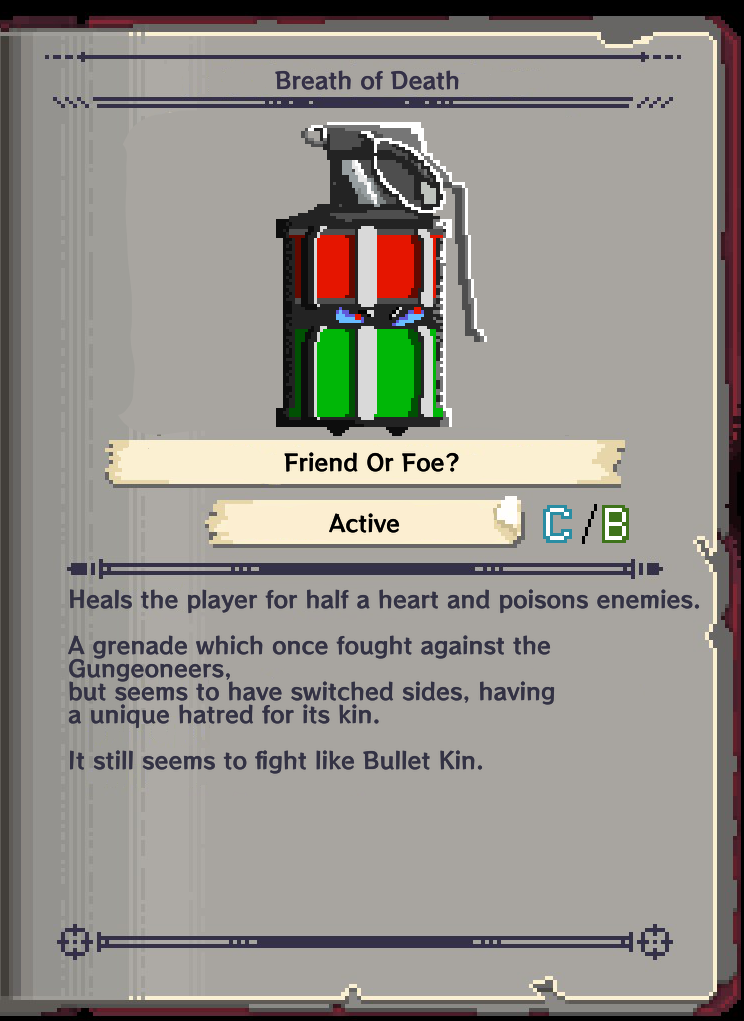 Breath of Death
Friend Or Foe?
Active
C/B
Heals the player for half a heart and poisons enemies.
A grenade which once fought against the
Gungeoneers,
but seems to have switched sides, having
a unique hatred for its kin.
It still seems to fight like Bullet Kin.